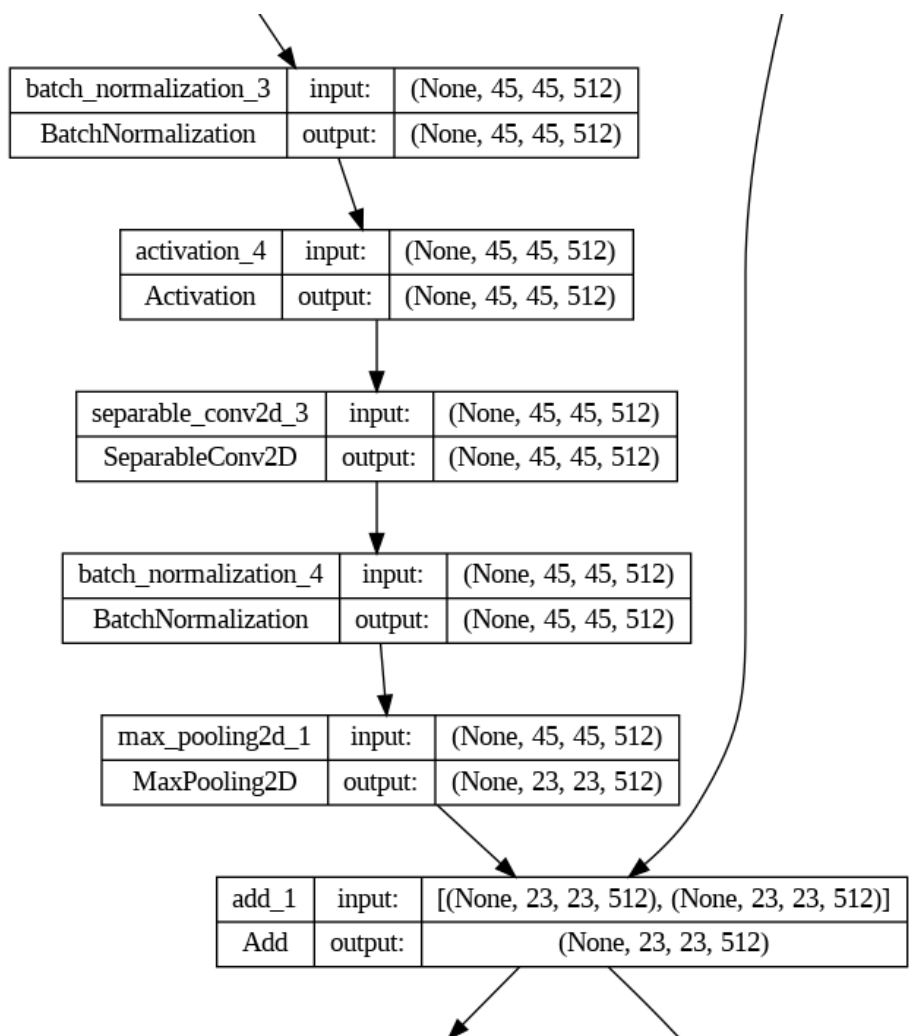 batch_normalization_3 input: (None, 45, 45, 512)
BatchNormalization output: (None, 45, 45, 512)
activation_4 input: (None, 45, 45, 512)
Activation output: (None, 45, 45, 512)
separable_conv2d_3 input: (None, 45, 45, 512)
SeparableConv2D output: (None, 45, 45, 512)
batch_normalization_4 input: (None, 45, 45, 512)
BatchNormalization output: (None, 45, 45, 512)
max_pooling2d_1 input: (None, 45, 45, 512)
MaxPooling2D output: (None, 23, 23, 512)
add_1 input: [(None, 23, 23, 512), (None, 23, 23, 512)]
Add output: (None, 23, 23, 512)